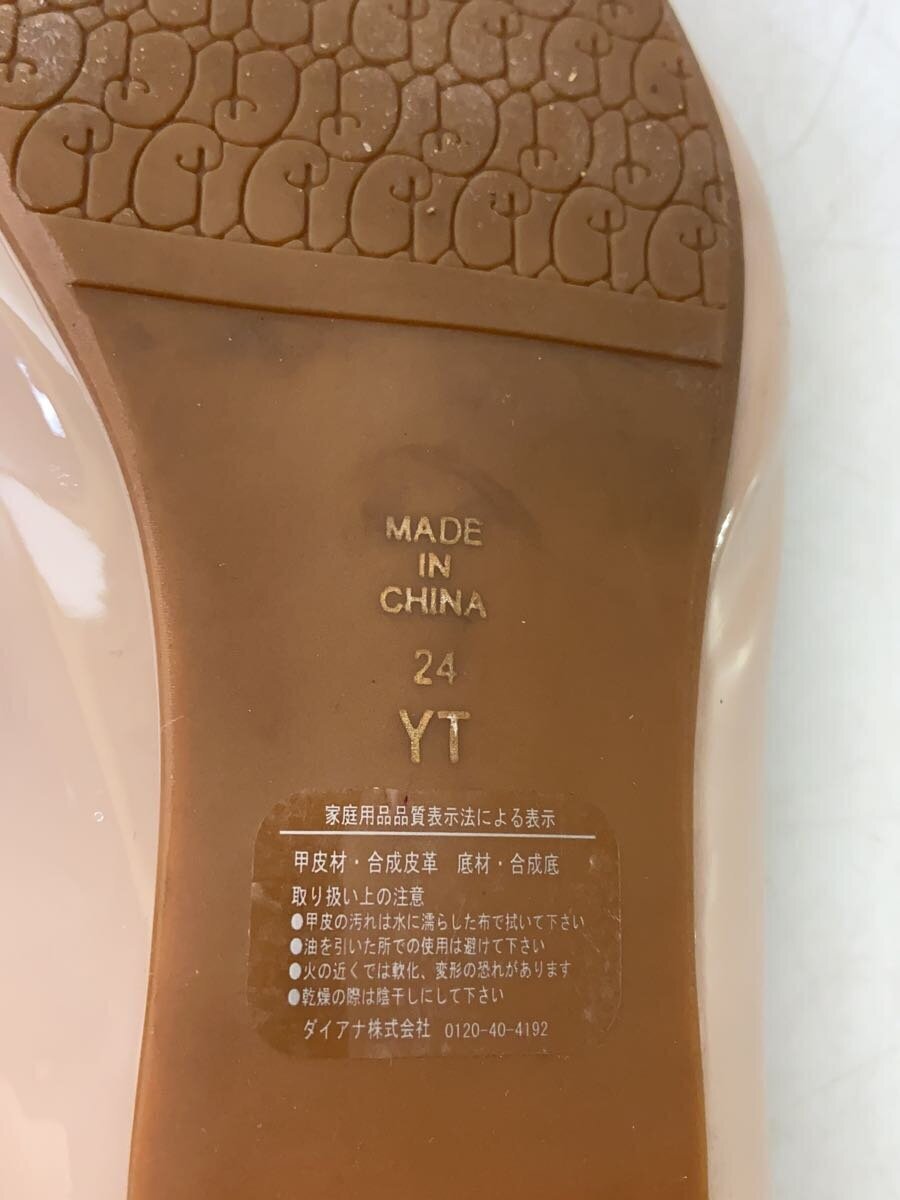 MADE
IN
CHINA
24
YT
家庭用品品質表示法による表示
甲皮材・合成皮革　底材・合成底
取り扱い上の注意
●甲皮の汚れは水に濡らした布で拭いて下さい
●油を引いた所での使用は避けて下さい
●火の近くでは軟化、変形の恐れがあります
●乾燥の際は陰干しにして下さい
ダイアナ株式会社 0120-40-4192